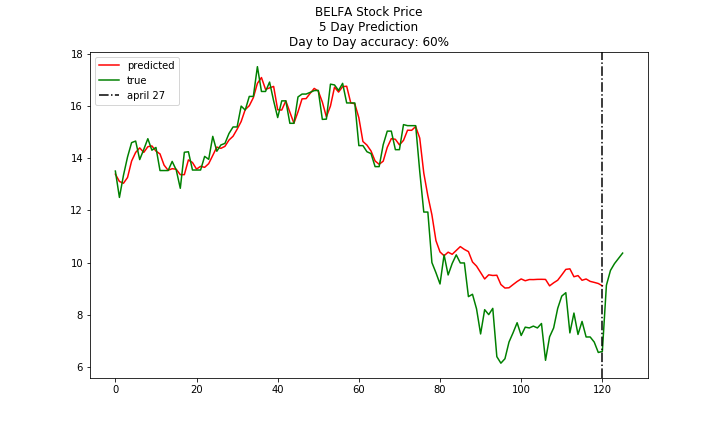 BELFA Stock Price
5 Day Prediction
Day to Day accuracy: 60%
predicted
true
april 27
18
16
14
12
10
8
6
0
20
40
60
80
100
120